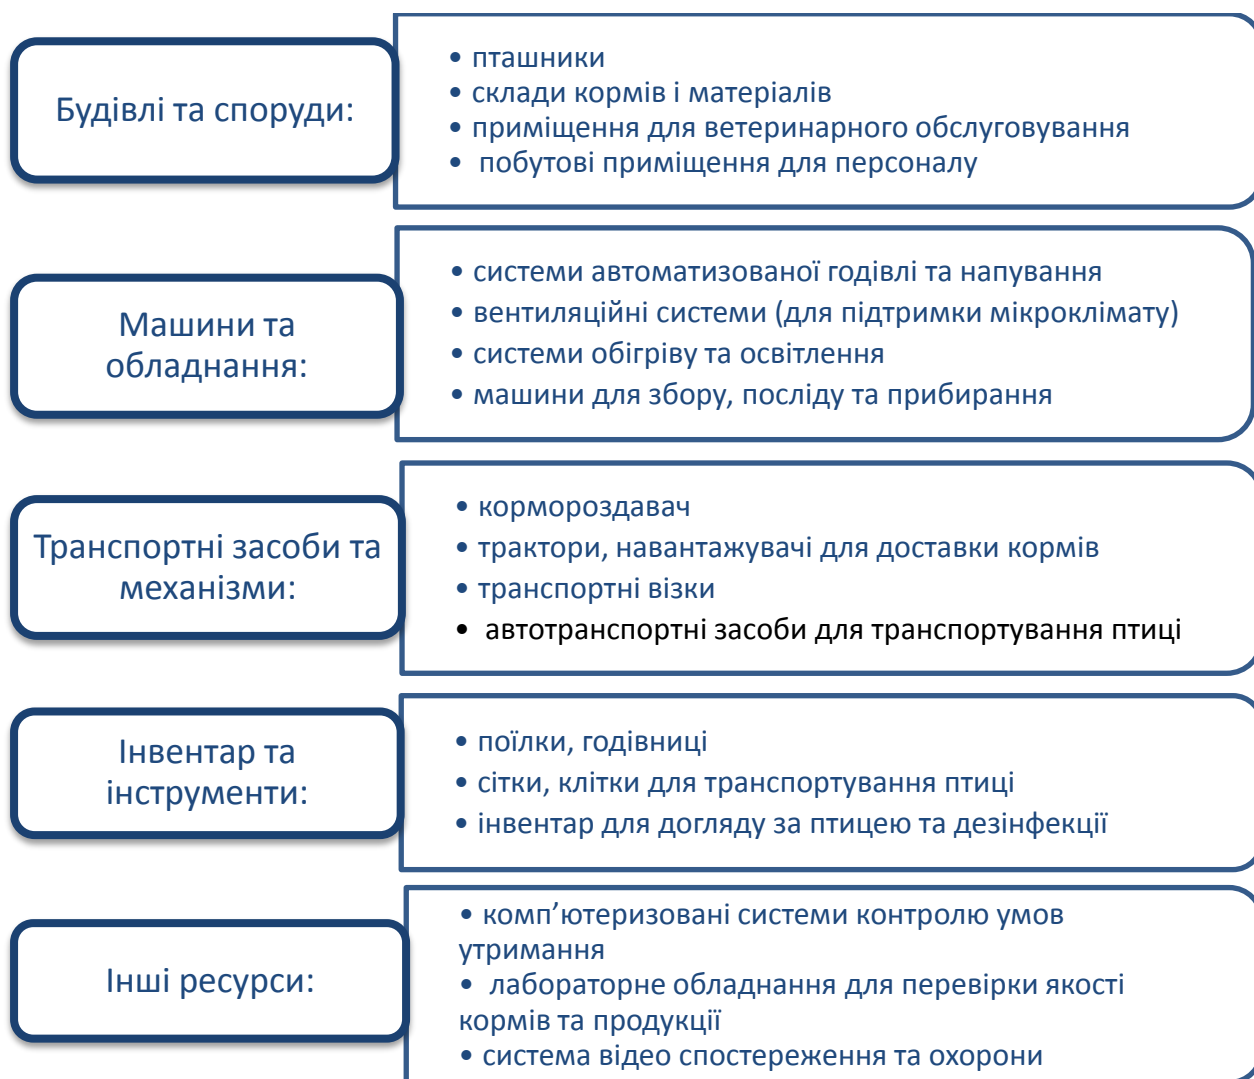 Будівлі та споруди:
• пташники
• склади кормів і матеріалів
• приміщення для ветеринарного обслуговування
• побутові приміщення для персоналу
Машини та
обладнання:
• системи автоматизованої годівлі та напування
• вентиляційні системи (для підтримки мікроклімату)
• системи обігріву та освітлення
• машини для збору, посліду та прибирання
Транспортні засоби та
механізми:
• кормороздавач
• трактори, навантажувачі для доставки кормів
• транспортні візки
• автотранспортні засоби для транспортування птиці
Інвентар та
інструменти:
• поїлки, годівниці
• сітки, клітки для транспортування птиці
• інвентар для догляду за птицею та дезінфекції
Інші ресурси:
• комп’ютеризовані системи контролю умов
утримання
• лабораторне обладнання для перевірки якості
кормів та продукції
• система відео спостереження та охорони